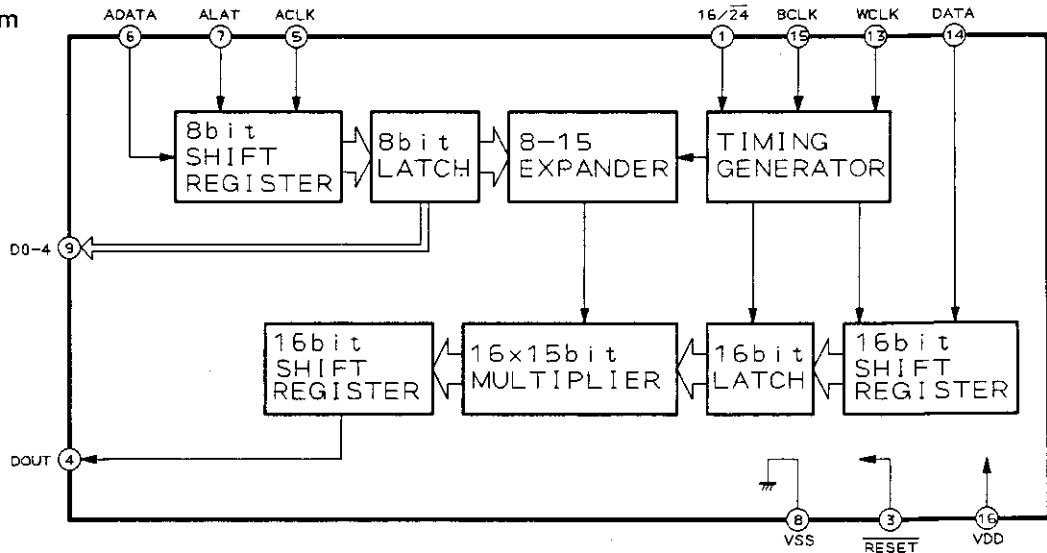 m
ADATA ALAT ACLK 16/2̅4̅ BCLK WCLK DATA
6 7 5 1 15 13 14
8bit
SHIFT
REGISTER
8bit
LATCH
8-15
EXPANDER
TIMING
GENERATOR
D0-4 9
16bit
SHIFT
REGISTER
16x15bit
MULTIPLIER
16bit
LATCH
16bit
SHIFT
REGISTER
DOUT 4
8 3 16
VSS R̅E̅S̅E̅T̅ VDD